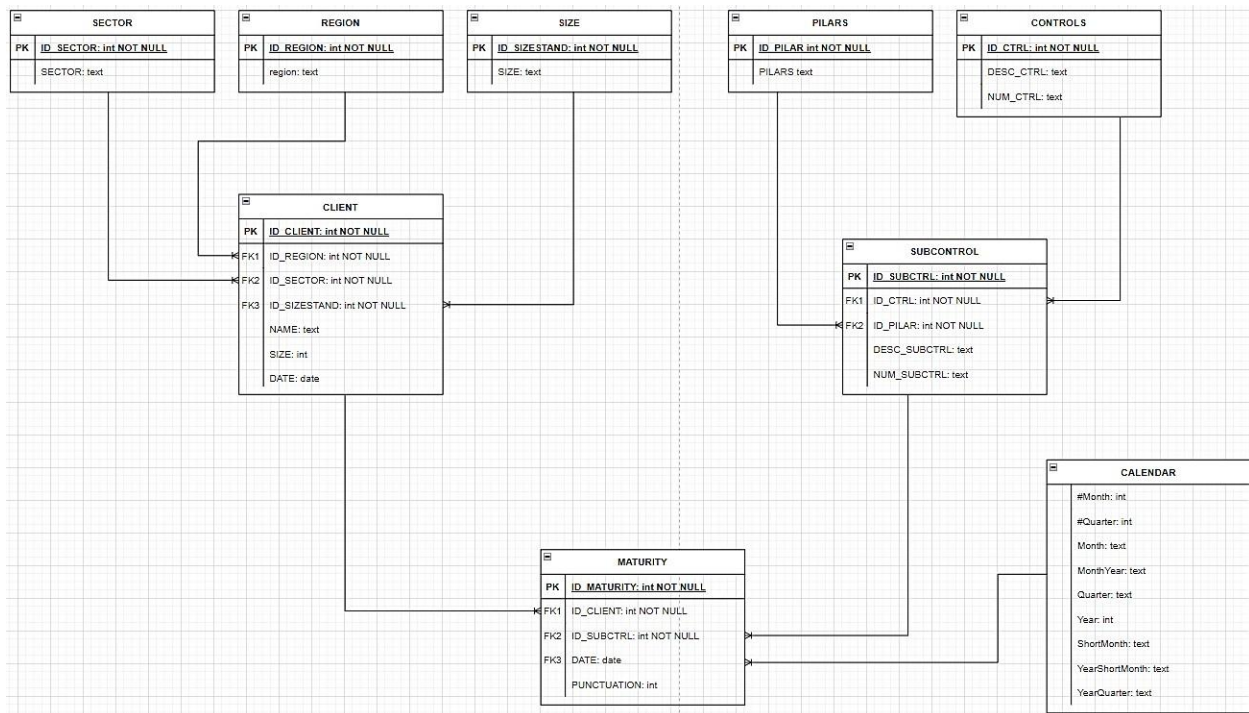 SECTOR
PK ID_SECTOR: int NOT NULL
SECTOR: text
REGION
PK ID_REGION: int NOT NULL
region: text
SIZE
PK ID_SIZESTAND: int NOT NULL
SIZE: text
PILARS
PK ID_PILAR int NOT NULL
PILARS text
CONTROLS
PK ID_CTRL: int NOT NULL
DESC_CTRL: text
NUM_CTRL: text
CLIENT
PK ID_CLIENT: int NOT NULL
FK1 ID_REGION: int NOT NULL
FK2 ID_SECTOR: int NOT NULL
FK3 ID_SIZESTAND: int NOT NULL
NAME: text
SIZE: int
DATE: date
SUBCONTROL
PK ID_SUBCTRL: int NOT NULL
FK1 ID_CTRL: int NOT NULL
FK2 ID_PILAR: int NOT NULL
DESC_SUBCTRL: text
NUM_SUBCTRL: text
CALENDAR
#Month: int
#Quarter: int
Month: text
MonthYear: text
Quarter: text
Year: int
ShortMonth: text
YearShortMonth: text
YearQuarter: text
MATURITY
PK ID_MATURITY: int NOT NULL
FK1 ID_CLIENT: int NOT NULL
FK2 ID_SUBCTRL: int NOT NULL
FK3 DATE: date
PUNCTUATION: int